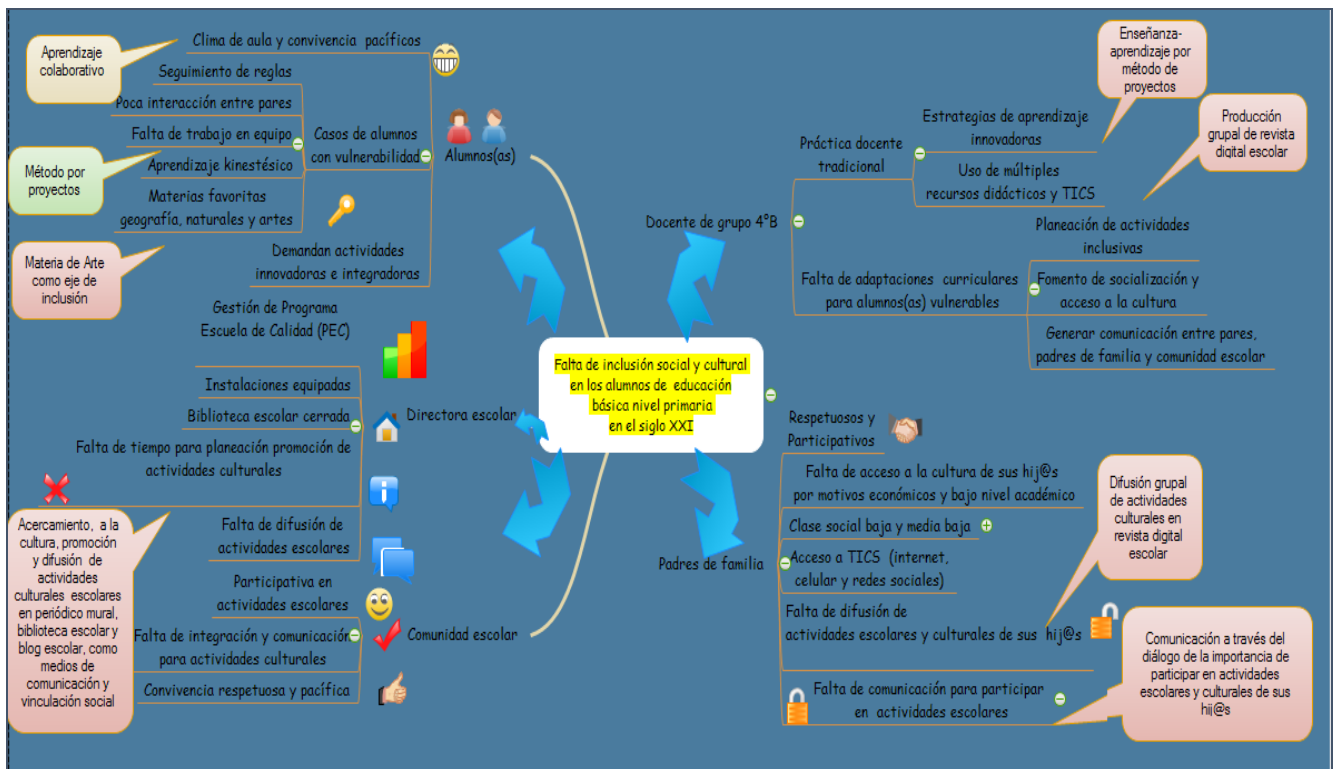 Aprendizaje
colaborativo
Clima de aula y convivencia pacíficos
Seguimiento de reglas
Poca interacción entre pares
Falta de trabajo en equipo
Aprendizaje kinestésico
Materias favoritas
geografía, naturales y artes
Casos de alumnos
con vulnerabilidad
Alumnos(as)
Método por
proyectos
Demandan actividades
innovadoras e integradoras
Materia de Arte
como eje de
inclusión
Gestión de Programa
Escuela de Calidad (PEC)
Instalaciones equipadas
Biblioteca escolar cerrada
Directora escolar
Falta de tiempo para planeación promoción de
actividades culturales
Falta de difusión de
actividades escolares
Acercamiento, a la
cultura, promoción
y difusión de
actividades
culturales escolares
en periódico mural,
biblioteca escolar y
blog escolar, como
medios de
comunicación y
vinculación social
Participativa en
actividades escolares
Falta de integración y comunicación
para actividades culturales
Comunidad escolar
Convivencia respetuosa y pacífica
Falta de inclusión social y cultural
en los alumnos de educación
básica nivel primaria
en el siglo XXI
Enseñanza-
aprendizaje por
método de
proyectos
Estrategias de aprendizaje
innovadoras
Práctica docente
tradicional
Uso de múltiples
recursos didácticos y TICS
Producción
grupal de revista
digital escolar
Docente de grupo 4°B
Planeación de actividades
inclusivas
Falta de adaptaciones curriculares
para alumnos(as) vulnerables
Fomento de socialización y
acceso a la cultura
Generar comunicación entre pares,
padres de familia y comunidad escolar
Respetuosos y
Participativos
Falta de acceso a la cultura de sus hij@s
por motivos económicos y bajo nivel académico
Clase social baja y media baja
Padres de familia
Acceso a TICS (internet,
celular y redes sociales)
Falta de difusión de
actividades escolares y culturales de sus hij@s
Difusión grupal
de actividades
culturales en
revista digital
escolar
Falta de comunicación para participar
en actividades escolares
Comunicación a través del
diálogo de la importancia de
participar en actividades
escolares y culturales de sus
hij@s